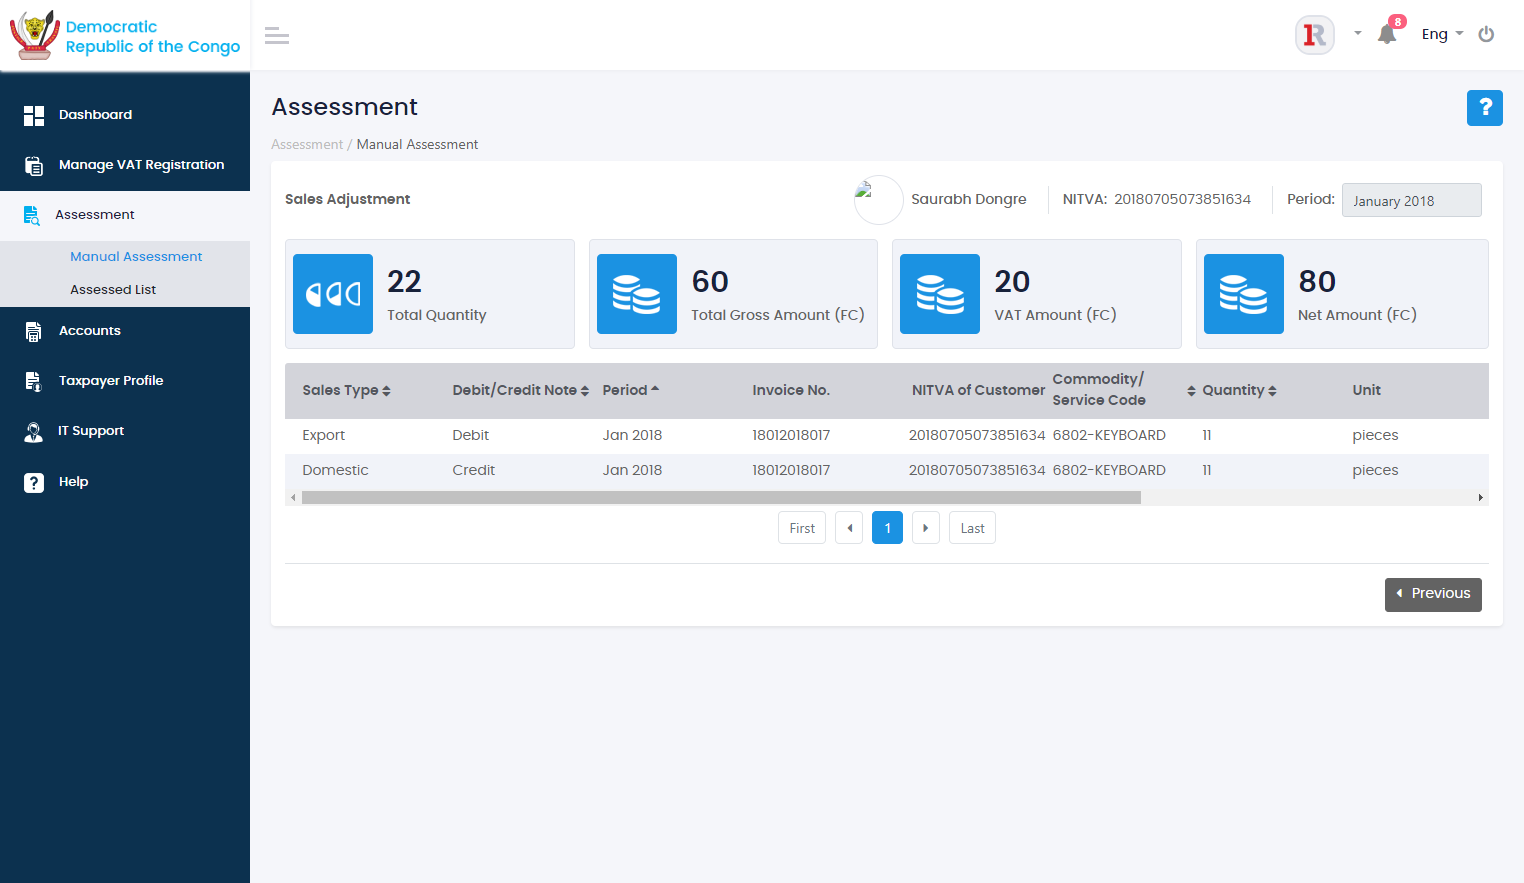 Democratic
Republic of the Congo
8
Eng
Dashboard
Manage VAT Registration
Assessment
Manual Assessment
Assessed List
Accounts
Taxpayer Profile
IT Support
Help
Assessment
?
Assessment / Manual Assessment
Sales Adjustment
Saurabh Dongre
NITVA: 20180705073851634
Period: January 2018
22
Total Quantity
60
Total Gross Amount (FC)
20
VAT Amount (FC)
80
Net Amount (FC)
Sales Type Debit/Credit Note Period Invoice No. NITVA of Customer Commodity/ Service Code Quantity Unit
Export Debit Jan 2018 18012018017 20180705073851634 6802-KEYBOARD 11 pieces
Domestic Credit Jan 2018 18012018017 20180705073851634 6802-KEYBOARD 11 pieces
First 1 Last
Previous